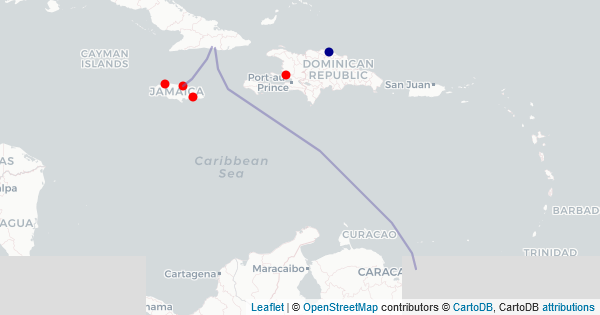 CAYMAN
ISLANDS
JAMAICA
Port-au-
Prince
DOMINICAN
REPUBLIC
San Juan
Caribbean
Sea
AS
alpa
AGUA
BARBAD
CURACAO
TRINIDAD
Cartagena
Maracaibo
CARACA
nama
Leaflet | © OpenStreetMap contributors © CartoDB, CartoDB attributions